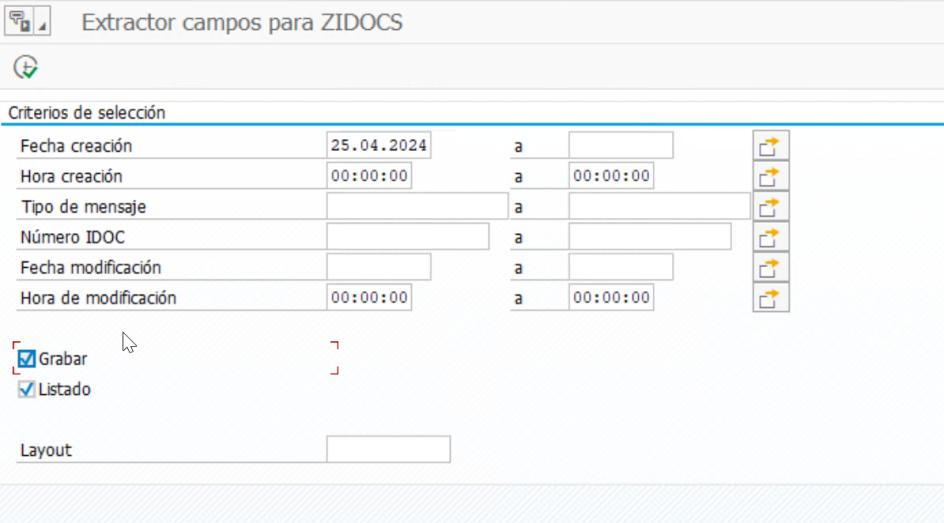 Extractor campos para ZIDOCS
Criterios de selección
Fecha creación 25.04.2024 a
Hora creación 00:00:00 a 00:00:00
Tipo de mensaje a
Número IDOC a
Fecha modificación a
Hora de modificación 00:00:00 a 00:00:00
Grabar
Listado
Layout